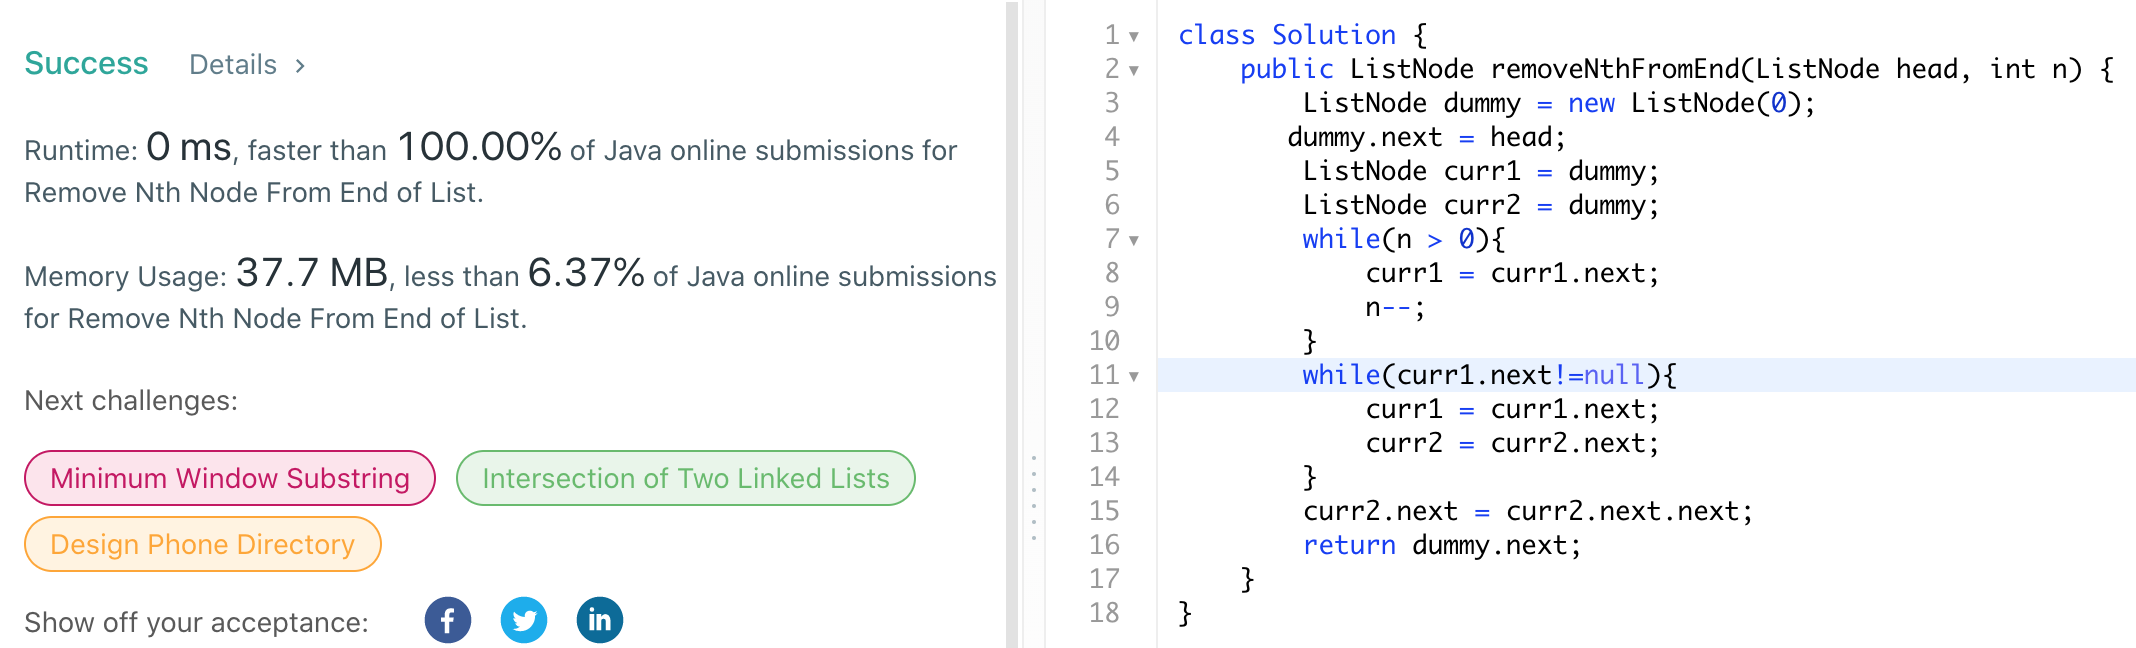 Success Details >
Runtime: 0 ms, faster than 100.00% of Java online submissions for
Remove Nth Node From End of List.
Memory Usage: 37.7 MB, less than 6.37% of Java online submissions
for Remove Nth Node From End of List.
Next challenges:
Minimum Window Substring Intersection of Two Linked Lists
Design Phone Directory
Show off your acceptance: f in
1 class Solution {
2     public ListNode removeNthFromEnd(ListNode head, int n) {
3         ListNode dummy = new ListNode(0);
4        dummy.next = head;
5         ListNode curr1 = dummy;
6         ListNode curr2 = dummy;
7         while(n > 0){
8             curr1 = curr1.next;
9             n--;
10         }
11         while(curr1.next!=null){
12             curr1 = curr1.next;
13             curr2 = curr2.next;
14         }
15         curr2.next = curr2.next.next;
16         return dummy.next;
17     }
18 }